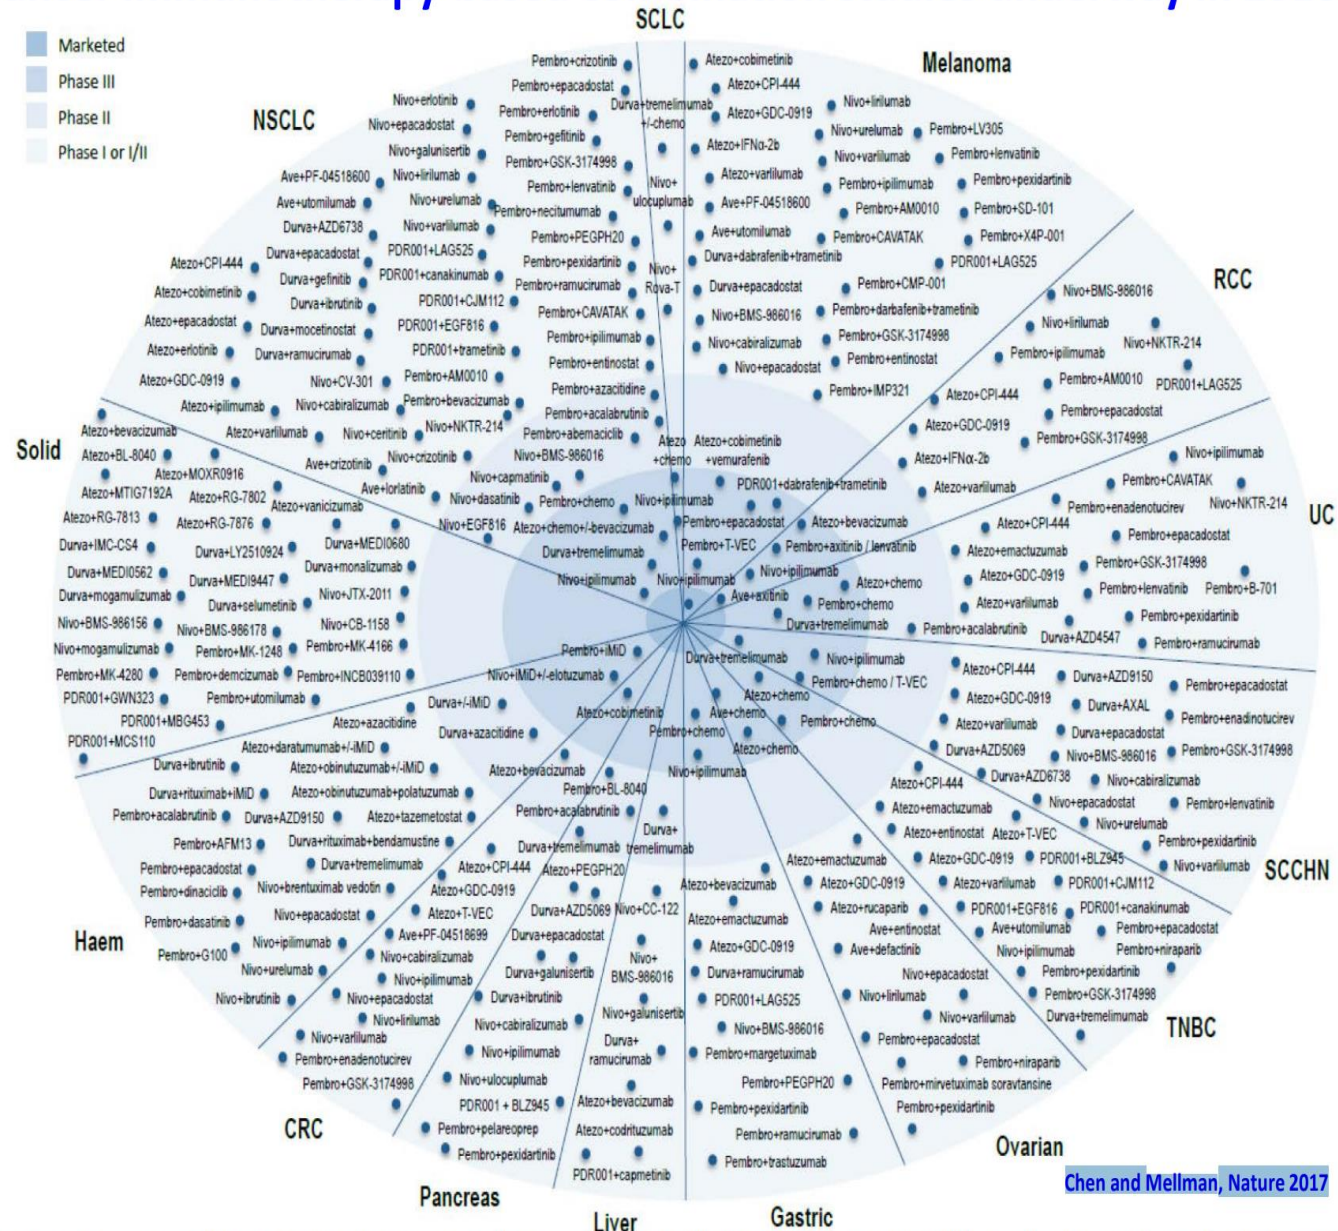 SCLC
Marketed
Phase III
Phase II
Phase I or I/II
NSCLC
Pembro+crizotinib
Pembro+epacadostat
Nivo+erlotinib
Pembro+erlotinib
Nivo+epacadostat
Pembro+gefitinib
Nivo+galunisertib
Pembro+GSK-3174998
Ave+PF-04518600
Nivo+lirilumab
Pembro+lenvatinib
Ave+utomilumab
Nivo+urelumab
Pembro+necitumumab
Durva+AZD6738
Nivo+varlilumab
Pembro+PEGPH20
Durva+epacadostat
PDR001+LAG525
Pembro+pexidartinib
Atezo+CPI-444
Durva+gefinitib
PDR001+canakinumab
Pembro+ramucirumab
Atezo+cobimetinib
Durva+ibrutinib
PDR001+CJM112
Pembro+CAVATAK
Atezo+epacadostat
Durva+mocetinostat
PDR001+EGF816
Pembro+ipilimumab
Atezo+erlotinib
Durva+ramucirumab
PDR001+trametinib
Pembro+entinostat
Atezo+GDC-0919
Nivo+CV-301
Pembro+AM0010
Pembro+azacitidine
Atezo+ipilimumab
Nivo+cabiralizumab
Pembro+bevacizumab
Pembro+acalabrutinib
Atezo+varlilumab
Nivo+ceritinib
Nivo+NKTR-214
Pembro+abemaciclib
Ave+crizotinib
Nivo+crizotinib
Nivo+BMS-986016
Ave+lorlatinib
Nivo+capmatinib
Nivo+dasatinib
Pembro+chemo
Nivo+ipilimumab
Nivo+EGF816
Atezo+chemo+/-bevacizumab
Durva+tremelimumab
Nivo+ipilimumab
Durva+tremelimumab
+/-chemo
Nivo+
ulocuplumab
Nivo+
Rova-T
Atezo
+chemo
Melanoma
Atezo+cobimetinib
Atezo+CPI-444
Atezo+GDC-0919
Nivo+lirilumab
Atezo+IFNα-2b
Nivo+urelumab
Pembro+LV305
Atezo+varlilumab
Nivo+varlilumab
Pembro+lenvatinib
Ave+PF-04518600
Pembro+ipilimumab
Pembro+pexidartinib
Ave+utomilumab
Pembro+AM0010
Pembro+SD-101
Durva+dabrafenib+trametinib
Pembro+CAVATAK
Pembro+X4P-001
PDR001+LAG525
Durva+epacadostat
Pembro+CMP-001
Nivo+BMS-986016
Pembro+darbafenib+trametinib
Nivo+cabiralizumab
Pembro+GSK-3174998
Nivo+epacadostat
Pembro+entinostat
Pembro+IMP321
Atezo+cobimetinib
+vemurafenib
PDR001+dabrafenib+trametinib
Pembro+epacadostat
Pembro+T-VEC
Nivo+ipilimumab
RCC
Nivo+BMS-986016
Nivo+lirilumab
Nivo+NKTR-214
Pembro+ipilimumab
Pembro+AM0010
PDR001+LAG525
Atezo+CPI-444
Pembro+epacadostat
Atezo+GDC-0919
Pembro+GSK-3174998
Atezo+IFNα-2b
Atezo+varlilumab
Atezo+bevacizumab
Pembro+axitinib / lenvatinib
Nivo+ipilimumab
Ave+axitinib
UC
Nivo+ipilimumab
Pembro+CAVATAK
Nivo+NKTR-214
Pembro+enadenotucirev
Atezo+CPI-444
Pembro+epacadostat
Atezo+emactuzumab
Pembro+GSK-3174998
Atezo+GDC-0919
Pembro+lenvatinib
Pembro+B-701
Atezo+varlilumab
Pembro+pexidartinib
Pembro+acalabrutinib
Durva+AZD4547
Pembro+ramucirumab
Atezo+chemo
Pembro+chemo
Durva+tremelimumab
Solid
Atezo+bevacizumab
Atezo+BL-8040
Atezo+MOXR0916
Atezo+MTIG7192A
Atezo+RG-7802
Atezo+vanicizumab
Atezo+RG-7813
Atezo+RG-7876
Durva+MEDI0680
Durva+IMC-CS4
Durva+LY2510924
Durva+monalizumab
Durva+MEDI0562
Durva+MEDI9447
Durva+mogamulizumab
Durva+selumetinib
Nivo+JTX-2011
Nivo+BMS-986156
Nivo+BMS-986178
Nivo+CB-1158
Nivo+mogamulizumab
Pembro+MK-1248
Pembro+MK-4166
Pembro+MK-4280
Pembro+demcizumab
Pembro+INCB039110
PDR001+GWN323
Pembro+utomilumab
PDR001+MBG453
PDR001+MCS110
Haem
Pembro+iMiD
Nivo+iMiD+/-elotuzumab
Durva+/-iMiD
Atezo+azacitidine
Durva+azacitidine
Atezo+daratumumab+/-iMiD
Durva+ibrutinib
Atezo+obinutuzumab+/-iMiD
Durva+rituximab+iMiD
Atezo+obinutuzumab+polatuzumab
Pembro+acalabrutinib
Durva+AZD9150
Atezo+tazemetostat
Pembro+AFM13
Durva+rituximab+bendamustine
Pembro+epacadostat
Durva+tremelimumab
Pembro+dinaciclib
Nivo+brentuximab vedotin
Pembro+dasatinib
Nivo+epacadostat
Pembro+G100
Nivo+ipilimumab
Nivo+urelumab
Nivo+ibrutinib
CRC
Atezo+cobimetinib
Atezo+bevacizumab
Atezo+CPI-444
Atezo+GDC-0919
Atezo+T-VEC
Ave+PF-04518699
Nivo+cabiralizumab
Nivo+ipilimumab
Nivo+epacadostat
Nivo+lirilumab
Nivo+varlilumab
Pembro+enadenotucirev
Pembro+GSK-3174998
Pancreas
Pembro+BL-8040
Pembro+acalabrutinib
Durva+tremelimumab
Atezo+PEGPH20
Durva+AZD5069
Durva+epacadostat
Durva+galunisertib
Durva+ibrutinib
Nivo+cabiralizumab
Nivo+ipilimumab
Nivo+ulocuplumab
PDR001 + BLZ945
Pembro+pelareoprep
Pembro+pexidartinib
Liver
Durva+
tremelimumab
Nivo+CC-122
Nivo+
BMS-986016
Nivo+galunisertib
Durva+
ramucirumab
Atezo+bevacizumab
Atezo+codrituzumab
PDR001+capmetinib
Gastric
Ave+chemo
Pembro+chemo
Nivo+ipilimumab
Atezo+bevacizumab
Atezo+emactuzumab
Atezo+GDC-0919
Durva+ramucirumab
PDR001+LAG525
Nivo+BMS-986016
Pembro+margetuximab
Pembro+PEGPH20
Pembro+pexidartinib
Pembro+ramucirumab
Pembro+trastuzumab
Ovarian
Atezo+chemo
Atezo+emactuzumab
Atezo+GDC-0919
Atezo+rucaparib
Ave+entinostat
Ave+defactinib
Nivo+epacadostat
Nivo+lirilumab
Nivo+varlilumab
Pembro+epacadostat
Pembro+niraparib
Pembro+mirvetuximab soravtansine
Pembro+pexidartinib
TNBC
Atezo+chemo
Pembro+chemo
Atezo+CPI-444
Atezo+emactuzumab
Atezo+entinostat
Atezo+T-VEC
Atezo+GDC-0919
PDR001+BLZ945
Atezo+varlilumab
PDR001+CJM112
PDR001+EGF816
PDR001+canakinumab
Ave+utomilumab
Pembro+epacadostat
Nivo+ipilimumab
Pembro+niraparib
Pembro+pexidartinib
Pembro+GSK-3174998
Durva+tremelimumab
SCCHN
Durva+tremelimumab
Nivo+ipilimumab
Pembro+chemo / T-VEC
Atezo+CPI-444
Durva+AZD9150
Pembro+epacadostat
Atezo+GDC-0919
Durva+AXAL
Pembro+enadinotucirev
Atezo+varlilumab
Durva+epacadostat
Durva+AZD5069
Nivo+BMS-986016
Pembro+GSK-3174998
Durva+AZD6738
Nivo+cabiralizumab
Nivo+epacadostat
Pembro+lenvatinib
Nivo+urelumab
Pembro+pexidartinib
Nivo+varlilumab
Chen and Mellman, Nature 2017